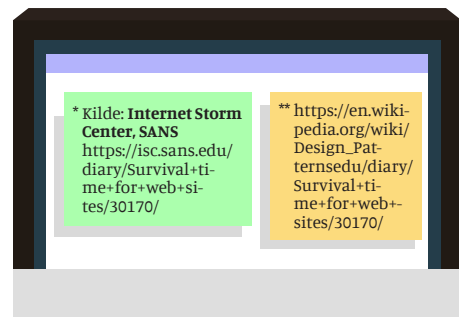 * Kilde: Internet Storm
Center, SANS
https://isc.sans.edu/
diary/Survival+ti-
me+for+web+si-
tes/30170/
** https://en.wiki-
pedia.org/wiki/
Design_Pat-
ternsedu/diary/
Survival+ti-
me+for+web+-
sites/30170/